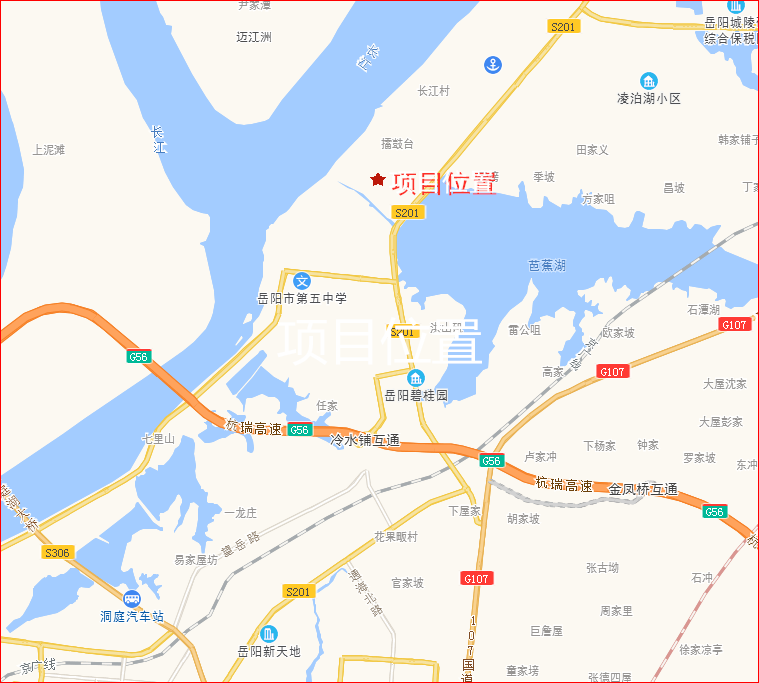 尹家潭
S201
岳阳城陵矶
综合保税区
迈江洲
长江
长江村
凌泊湖小区
长江
上泥滩
擂鼓台
田家义
韩家铺子
项目位置
季坡
昌坡
丁家
方家咀
S201
芭蕉湖
岳阳市第五中学
石潭湖
S201
雷公咀
欧家坡
G107
项目位置
京广线
G56
高家
G107
大屋沈家
岳阳碧桂园
任家
大屋彭家
杭瑞高速
G56
冷水铺互通
七里山
下杨家
钟家
卢家冲
罗家坡
东冲
G56
杭瑞高速
金凤桥互通
一龙庄
下屋家
胡家坡
G56
花果畈村
杭
S306
易家屋坊
官家坡
张古坳
石冲
G107
S201
周家里
洞庭汽车站
107国道
巨詹屋
岳阳新天地
徐家凉亭
京广线
童家塝
张德四屋